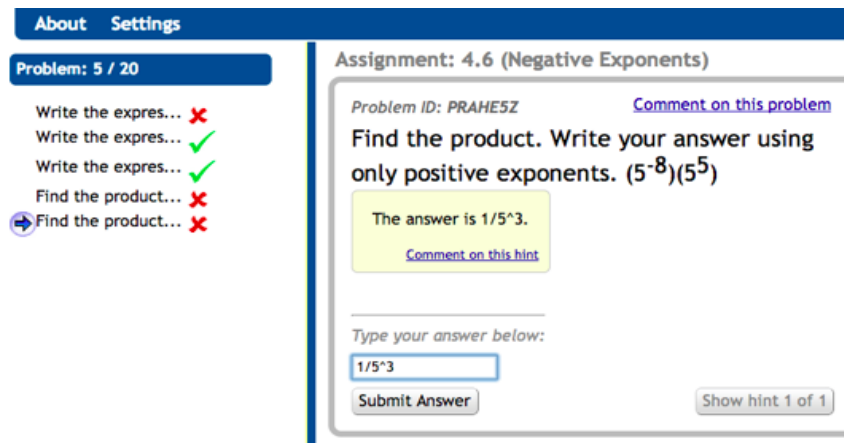 About Settings
Problem: 5 / 20
Write the expres...
Write the expres...
Write the expres...
Find the product...
Find the product...
Assignment: 4.6 (Negative Exponents)
Problem ID: PRAHE5Z Comment on this problem
Find the product. Write your answer using
only positive exponents. (5⁻⁸)(5⁵)
The answer is 1/5^3.
Comment on this hint
Type your answer below:
1/5^3
Submit Answer Show hint 1 of 1